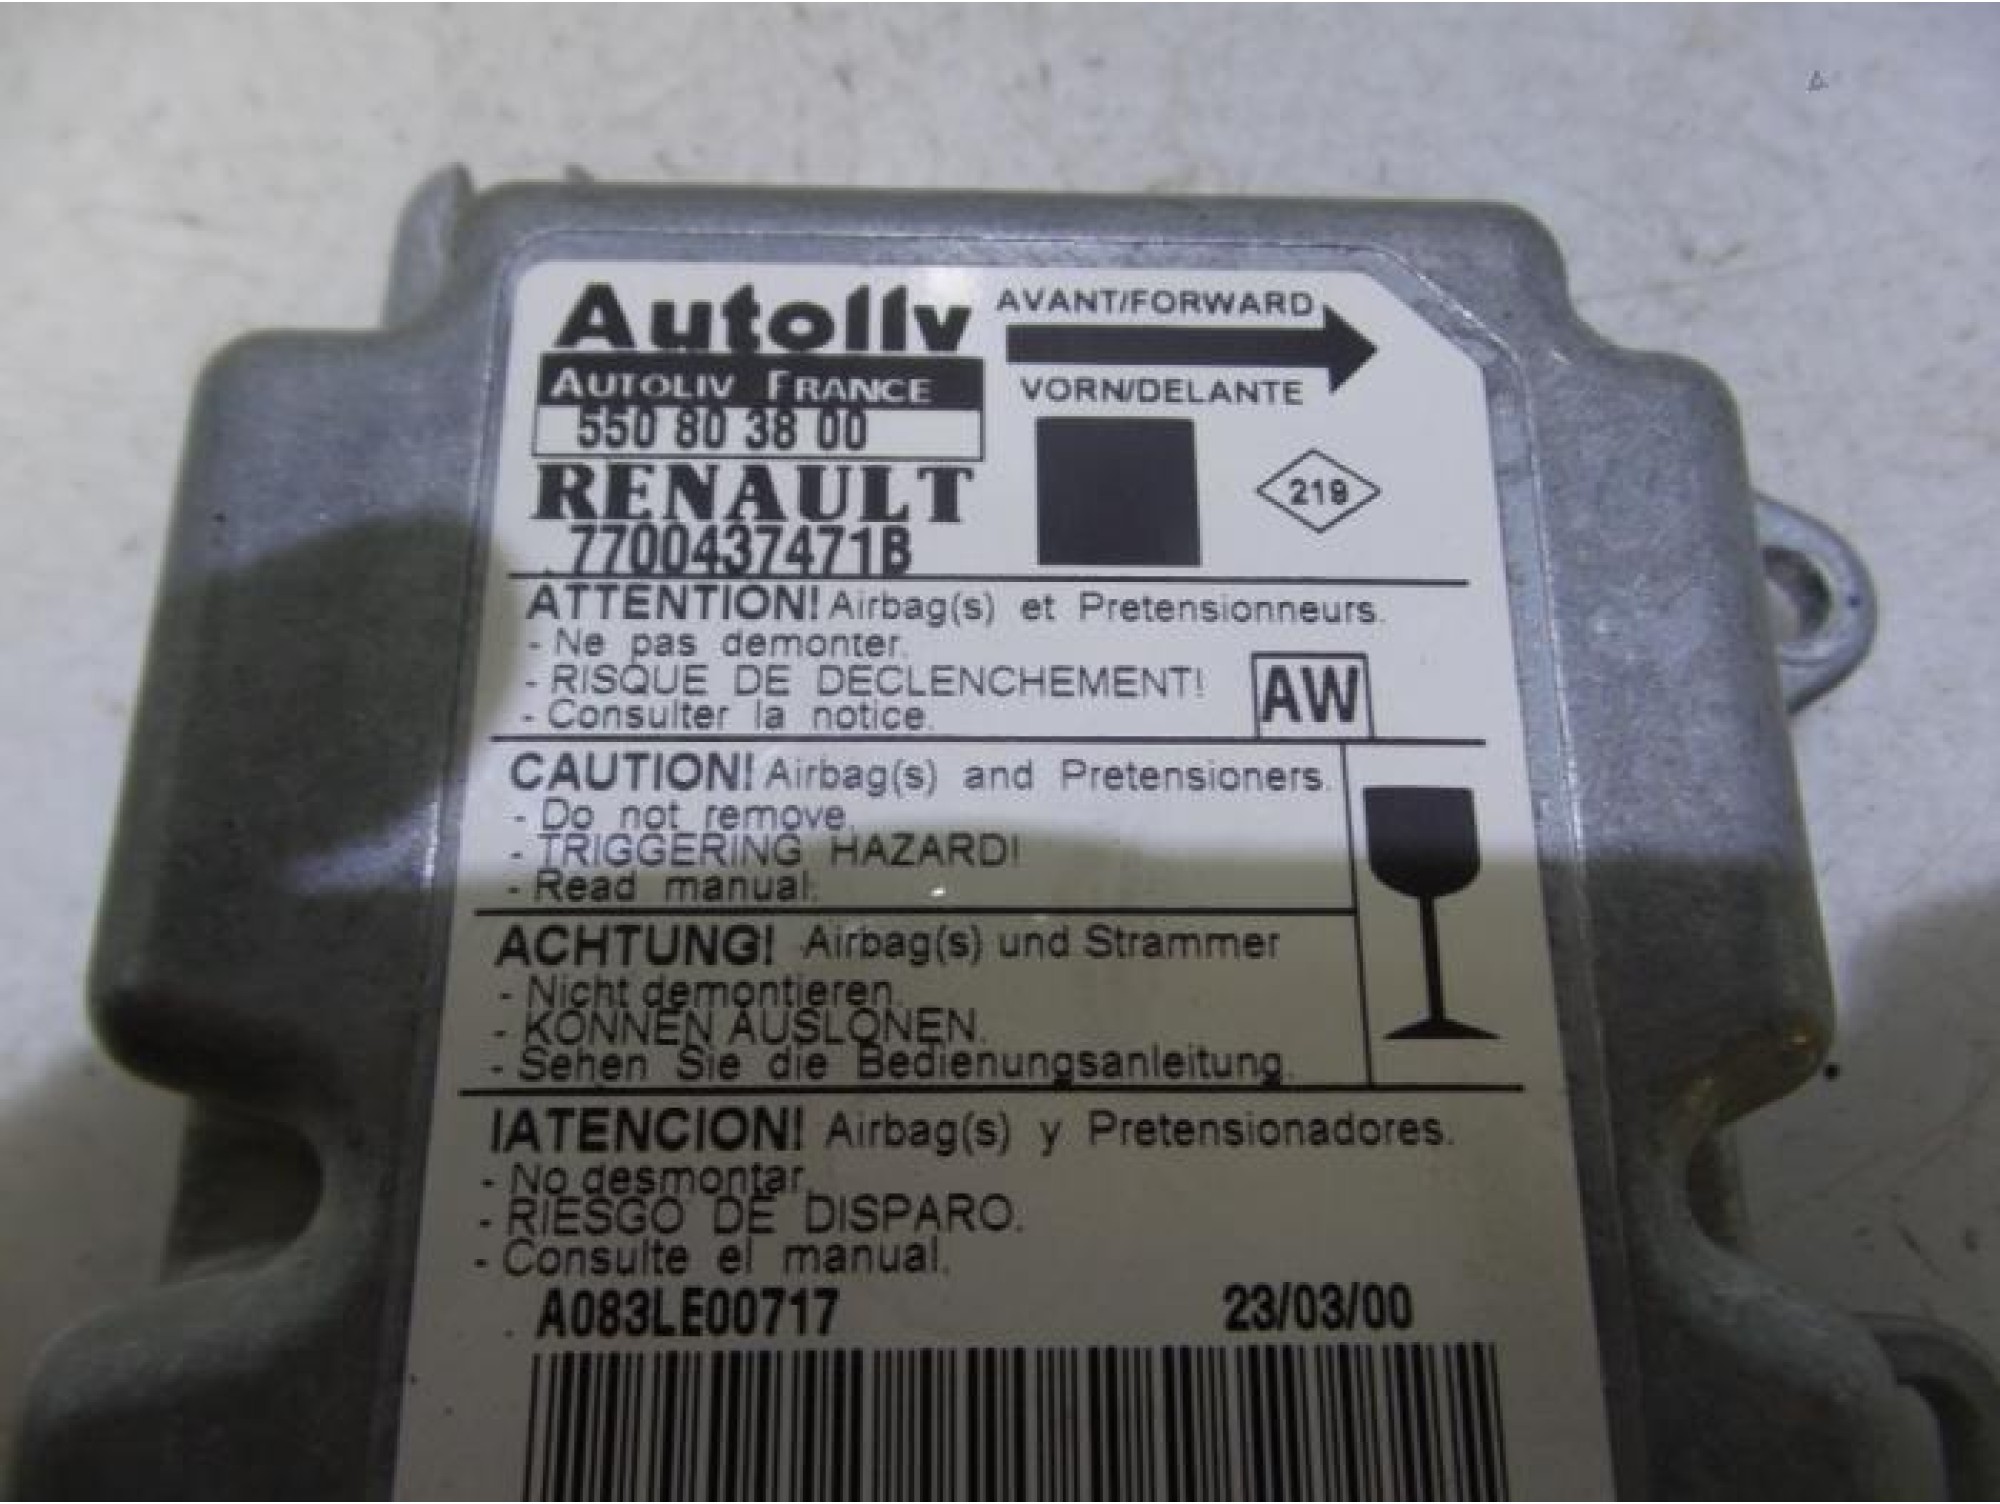 Autoliv
AVANT/FORWARD
AUTOLIV FRANCE
VORN/DELANTE
550 80 38 00
RENAULT
219
7700437471B
ATTENTION! Airbag(s) et Pretensionneurs.
- Ne pas demonter.
- RISQUE DE DECLENCHEMENT!
- Consulter la notice.
AW
CAUTION! Airbag(s) and Pretensioners.
- Do not remove.
- TRIGGERING HAZARD!
- Read manual.
ACHTUNG! Airbag(s) und Strammer
- Nicht demontieren.
- KONNEN AUSLONEN.
- Sehen Sie die Bedienungsanleitung.
!ATENCION! Airbag(s) y Pretensionadores.
- No desmontar.
- RIESGO DE DISPARO.
- Consulte el manual.
A083LE00717
23/03/00